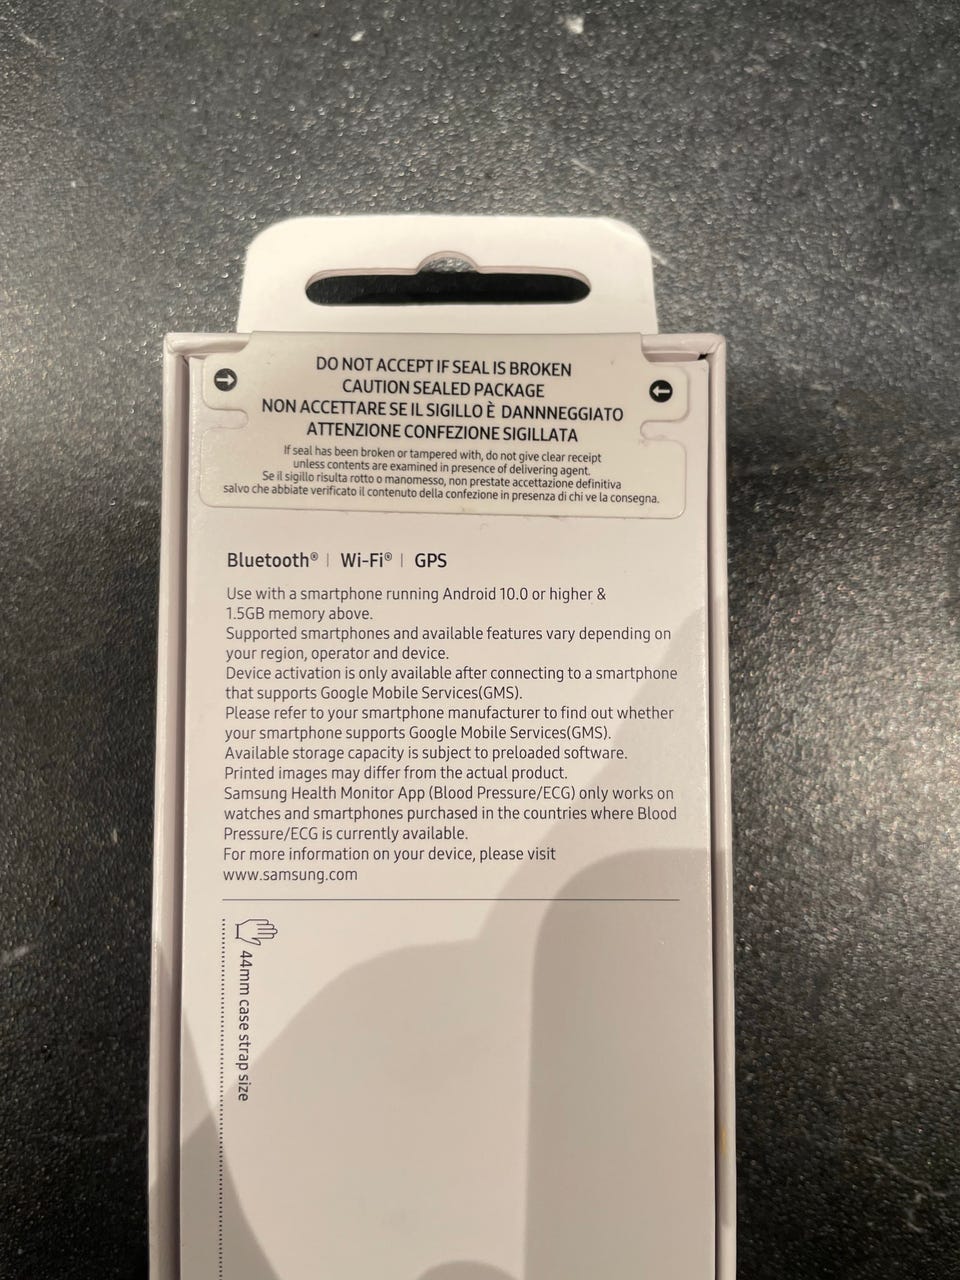 DO NOT ACCEPT IF SEAL IS BROKEN
CAUTION SEALED PACKAGE
NON ACCETTARE SE IL SIGILLO È DANNNEGGIATO
ATTENZIONE CONFEZIONE SIGILLATA
If seal has been broken or tampered with, do not give clear receipt
unless contents are examined in presence of delivering agent.
Se il sigillo risulta rotto o manomesso, non prestate accettazione definitiva
salvo che abbiate verificato il contenuto della confezione in presenza di chi ve la consegna.
Bluetooth® | Wi-Fi® | GPS
Use with a smartphone running Android 10.0 or higher &
1.5GB memory above.
Supported smartphones and available features vary depending on
your region, operator and device.
Device activation is only available after connecting to a smartphone
that supports Google Mobile Services(GMS).
Please refer to your smartphone manufacturer to find out whether
your smartphone supports Google Mobile Services(GMS).
Available storage capacity is subject to preloaded software.
Printed images may differ from the actual product.
Samsung Health Monitor App (Blood Pressure/ECG) only works on
watches and smartphones purchased in the countries where Blood
Pressure/ECG is currently available.
For more information on your device, please visit
www.samsung.com
44mm case strap size